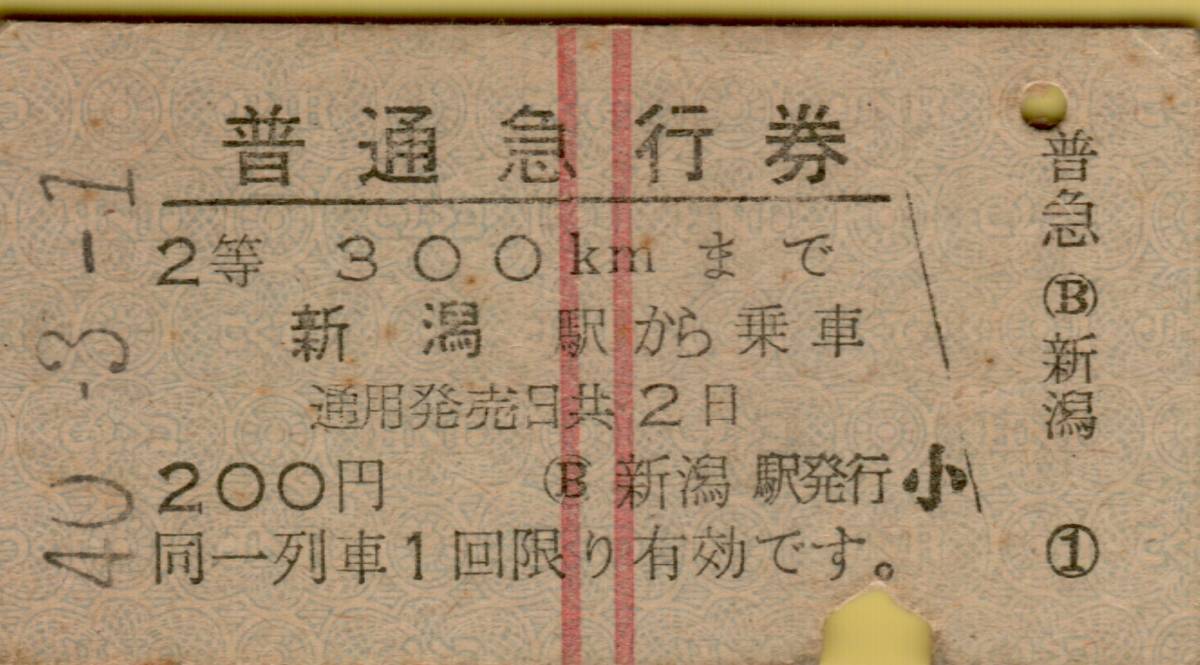 普通急行券
2等 300kmまで
新潟駅から乗車
通用発売日共2日
200円 Ⓑ新潟駅発行 小
同一列車1回限り有効です。
40-3-1
普急Ⓑ新潟 ①